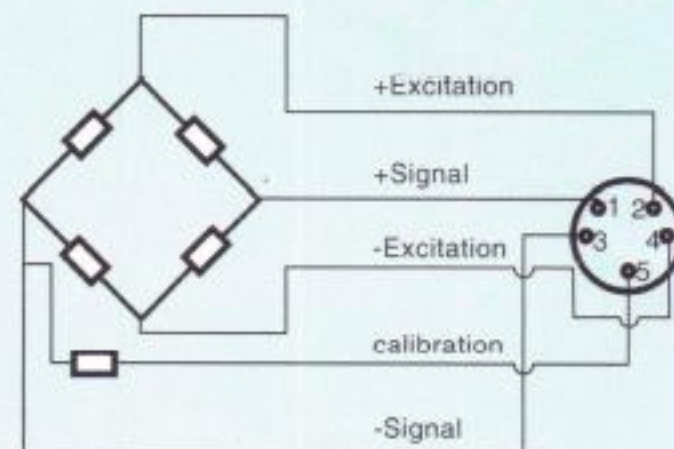 +Excitation
+Signal
1 2
3 4
-Excitation
5
calibration
-Signal